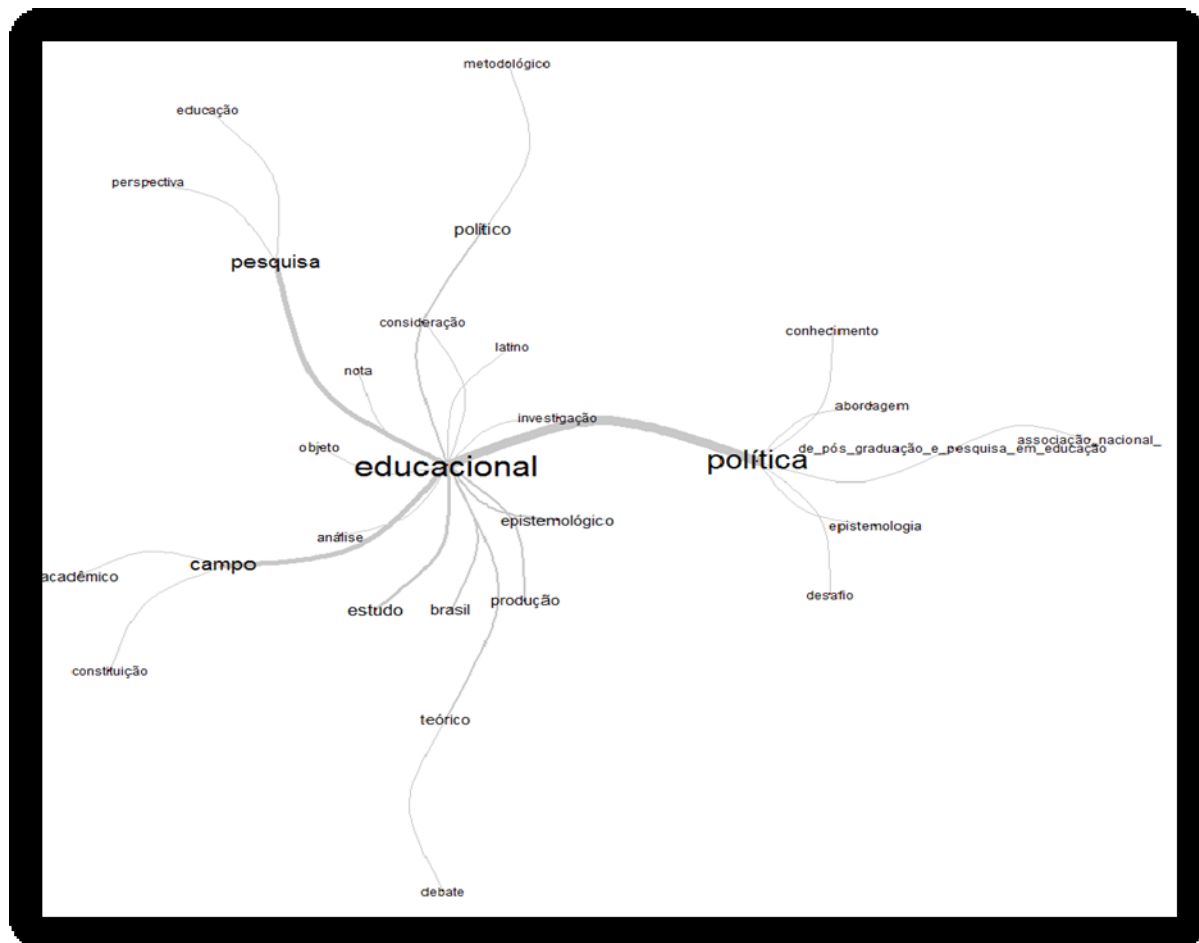 metodológico
educação
perspectiva
político
pesquisa
consideração
conhecimento
latino
nota
abordagem
investigação
associação_nacional_
objeto
de_pós_graduação_e_pesquisa_em_educação
política
educacional
epistemológico
epistemologia
análise
campo
acadêmico
desafio
produção
estudo
brasil
constituição
teórico
debate